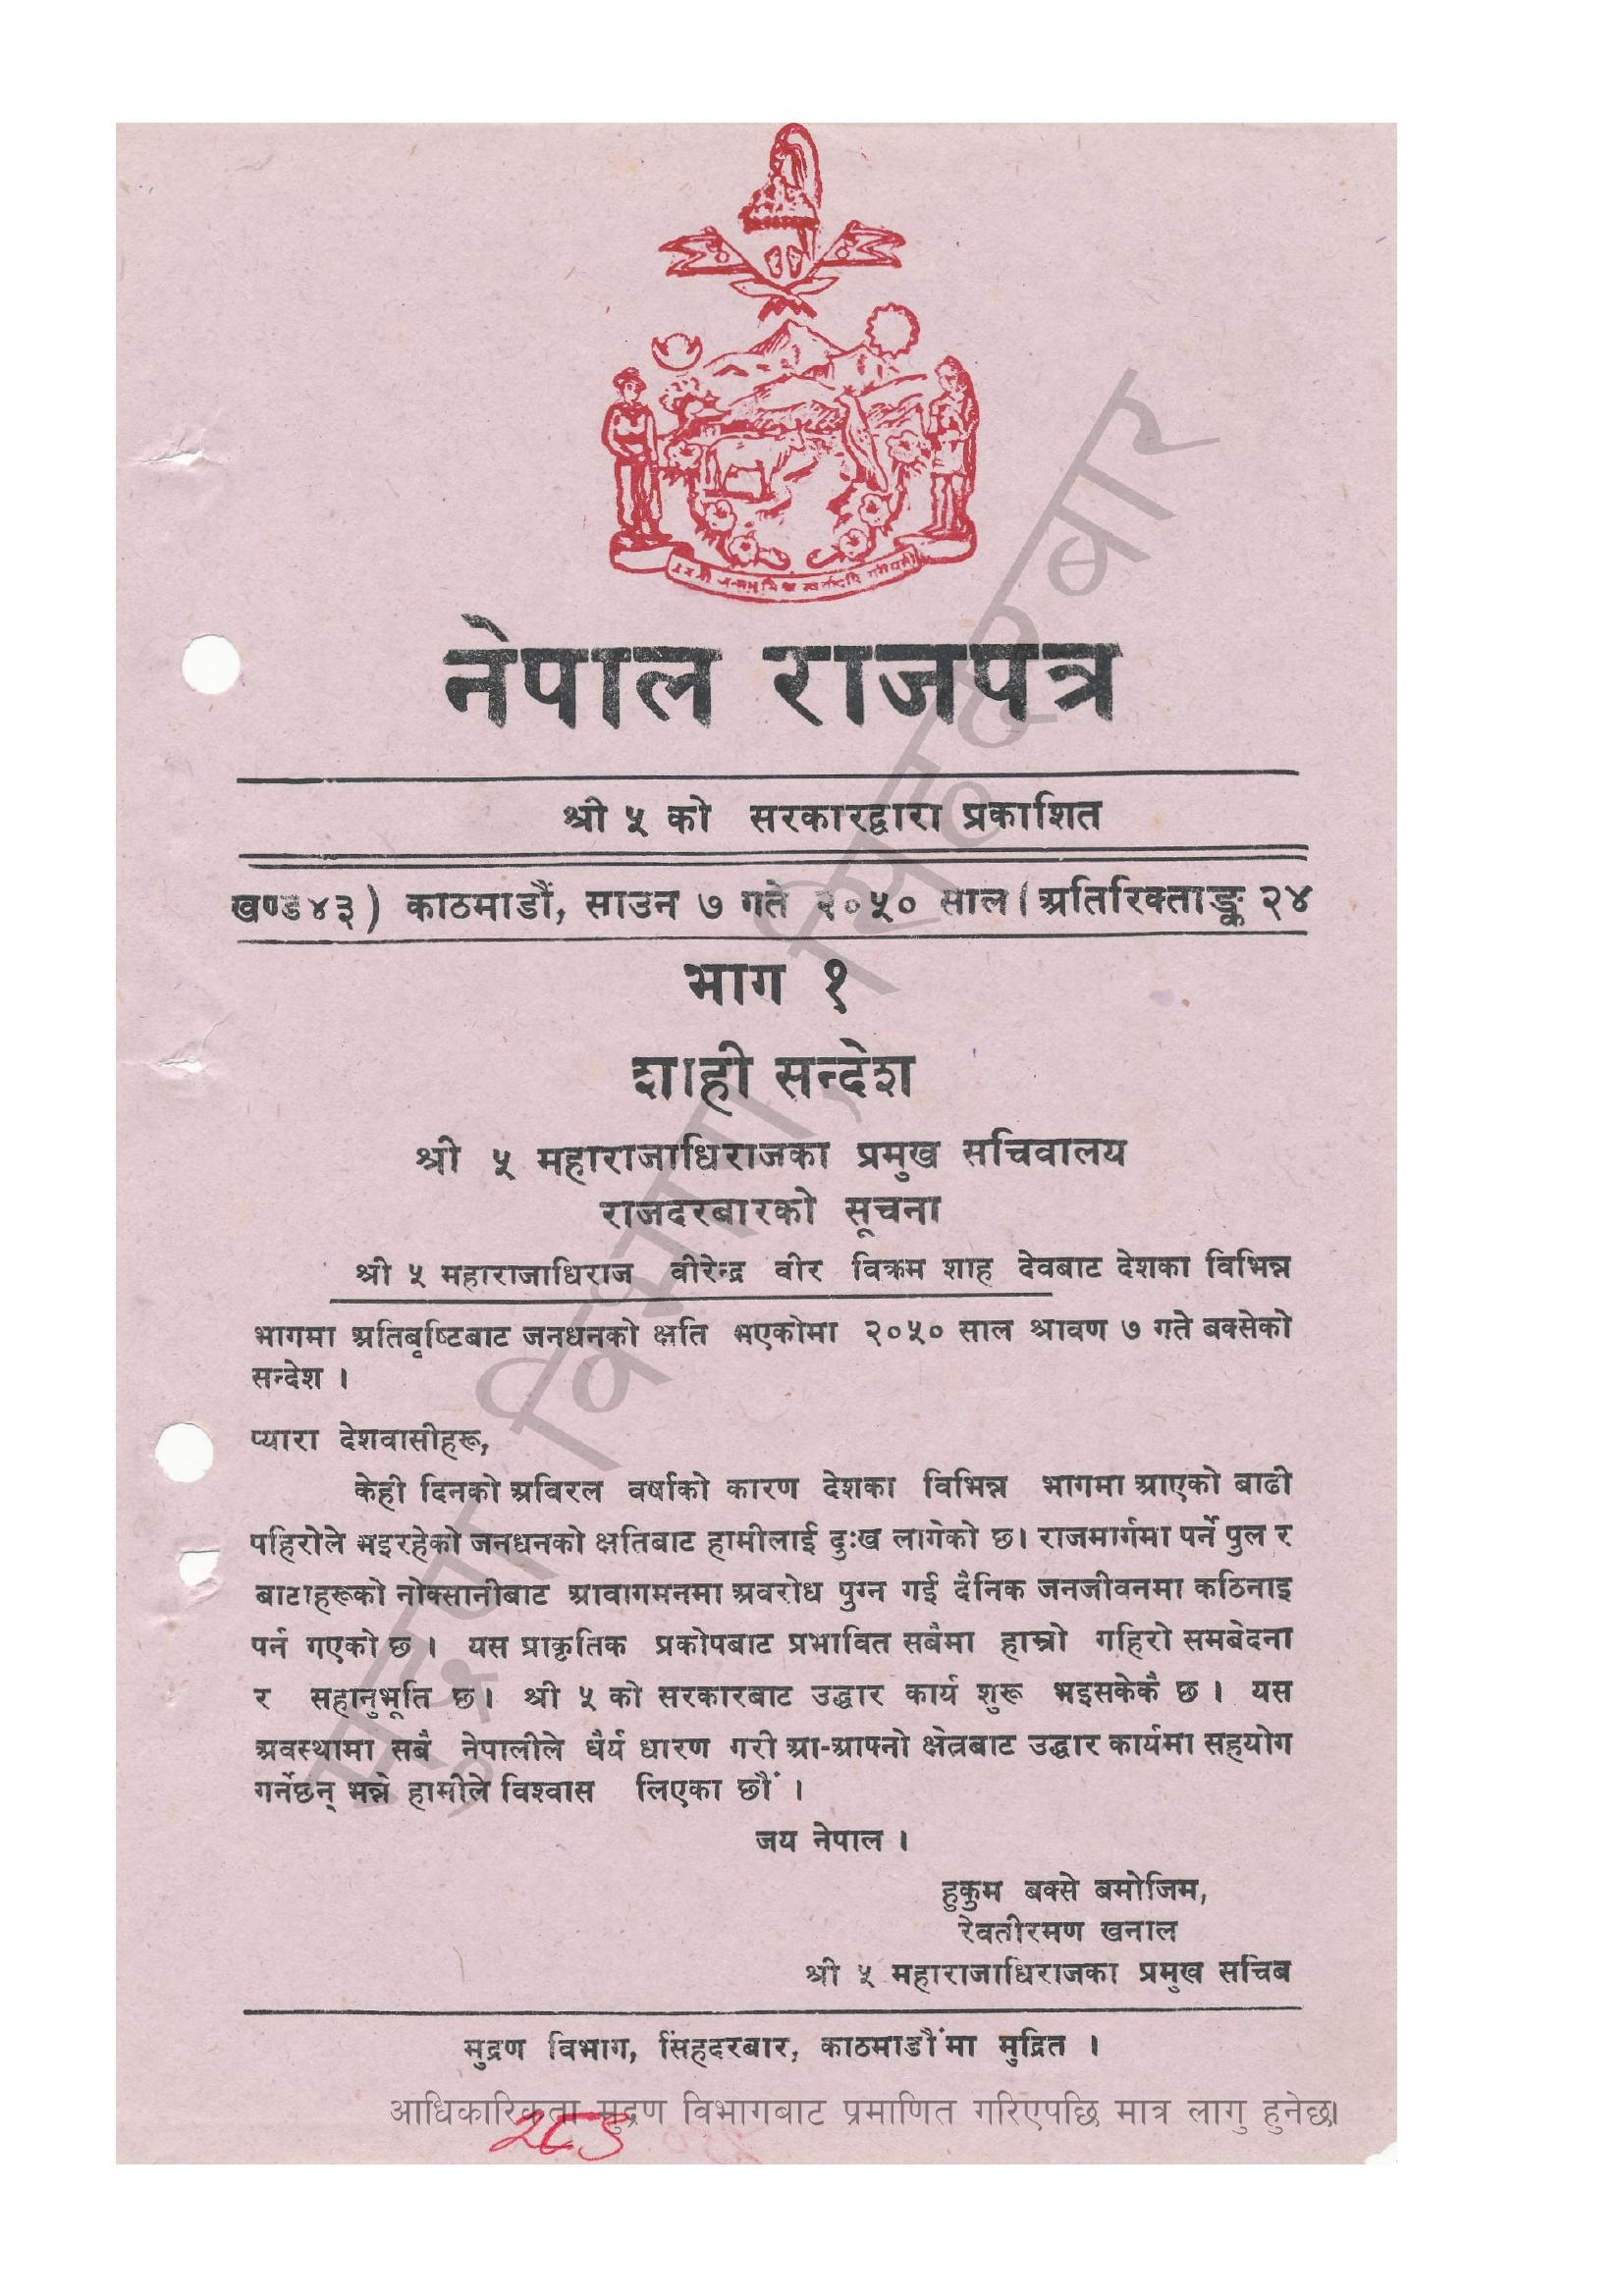 नेपाल राजपत्र
श्री ५ को सरकारद्वारा प्रकाशित
खण्ड ४३) काठमाडौं, साउन ७ गते २०५० साल (अतिरिक्ताङ्क २४
भाग १
शाही सन्देश
श्री ५ महाराजाधिराजका प्रमुख सचिवालय
राजदरबारको सूचना
श्री ५ महाराजाधिराज वीरेन्द्र वीर विक्रम शाह देवबाट देशका विभिन्न
भागमा अतिबृष्टिबाट जनधनको क्षति भएकोमा २०५० साल श्रावण ७ गते बक्सेको
सन्देश ।
प्यारा देशवासीहरू,
केही दिनको अविरल वर्षाको कारण देशका विभिन्न भागमा आएको बाढी
पहिरोले भइरहेको जनधनको क्षतिबाट हामीलाई दुःख लागेको छ। राजमार्गमा पर्ने पुल र
बाटाहरूको नोक्सानीबाट आवागमनमा अवरोध पुग्न गई दैनिक जनजीवनमा कठिनाइ
पर्न गएको छ । यस प्राकृतिक प्रकोपबाट प्रभावित सबैमा हाम्रो गहिरो समबेदना
र सहानुभूति छ। श्री ५ को सरकारबाट उद्धार कार्य शुरू भइसकेकै छ । यस
अवस्थामा सबै नेपालीले धैर्य धारण गरी आ-आफ्नो क्षेत्रबाट उद्धार कार्यमा सहयोग
गर्नेछन् भन्ने हामीले विश्वास लिएका छौं ।
जय नेपाल ।
हुकुम बक्से बमोजिम,
रेवतीरमण खनाल
श्री ५ महाराजाधिराजका प्रमुख सचिब
मुद्रण विभाग, सिंहदरबार, काठमाडौंमा मुद्रित ।
आधिकारिकता मुद्रण विभागबाट प्रमाणित गरिएपछि मात्र लागु हुनेछ।
मुद्रण विभाग, सिंहदरबार